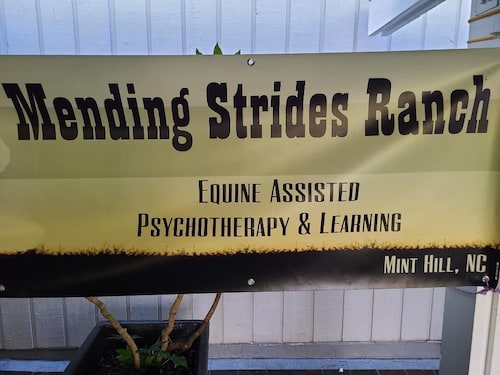 Mending Strides Ranch
Equine Assisted
Psychotherapy & Learning
Mint Hill, NC